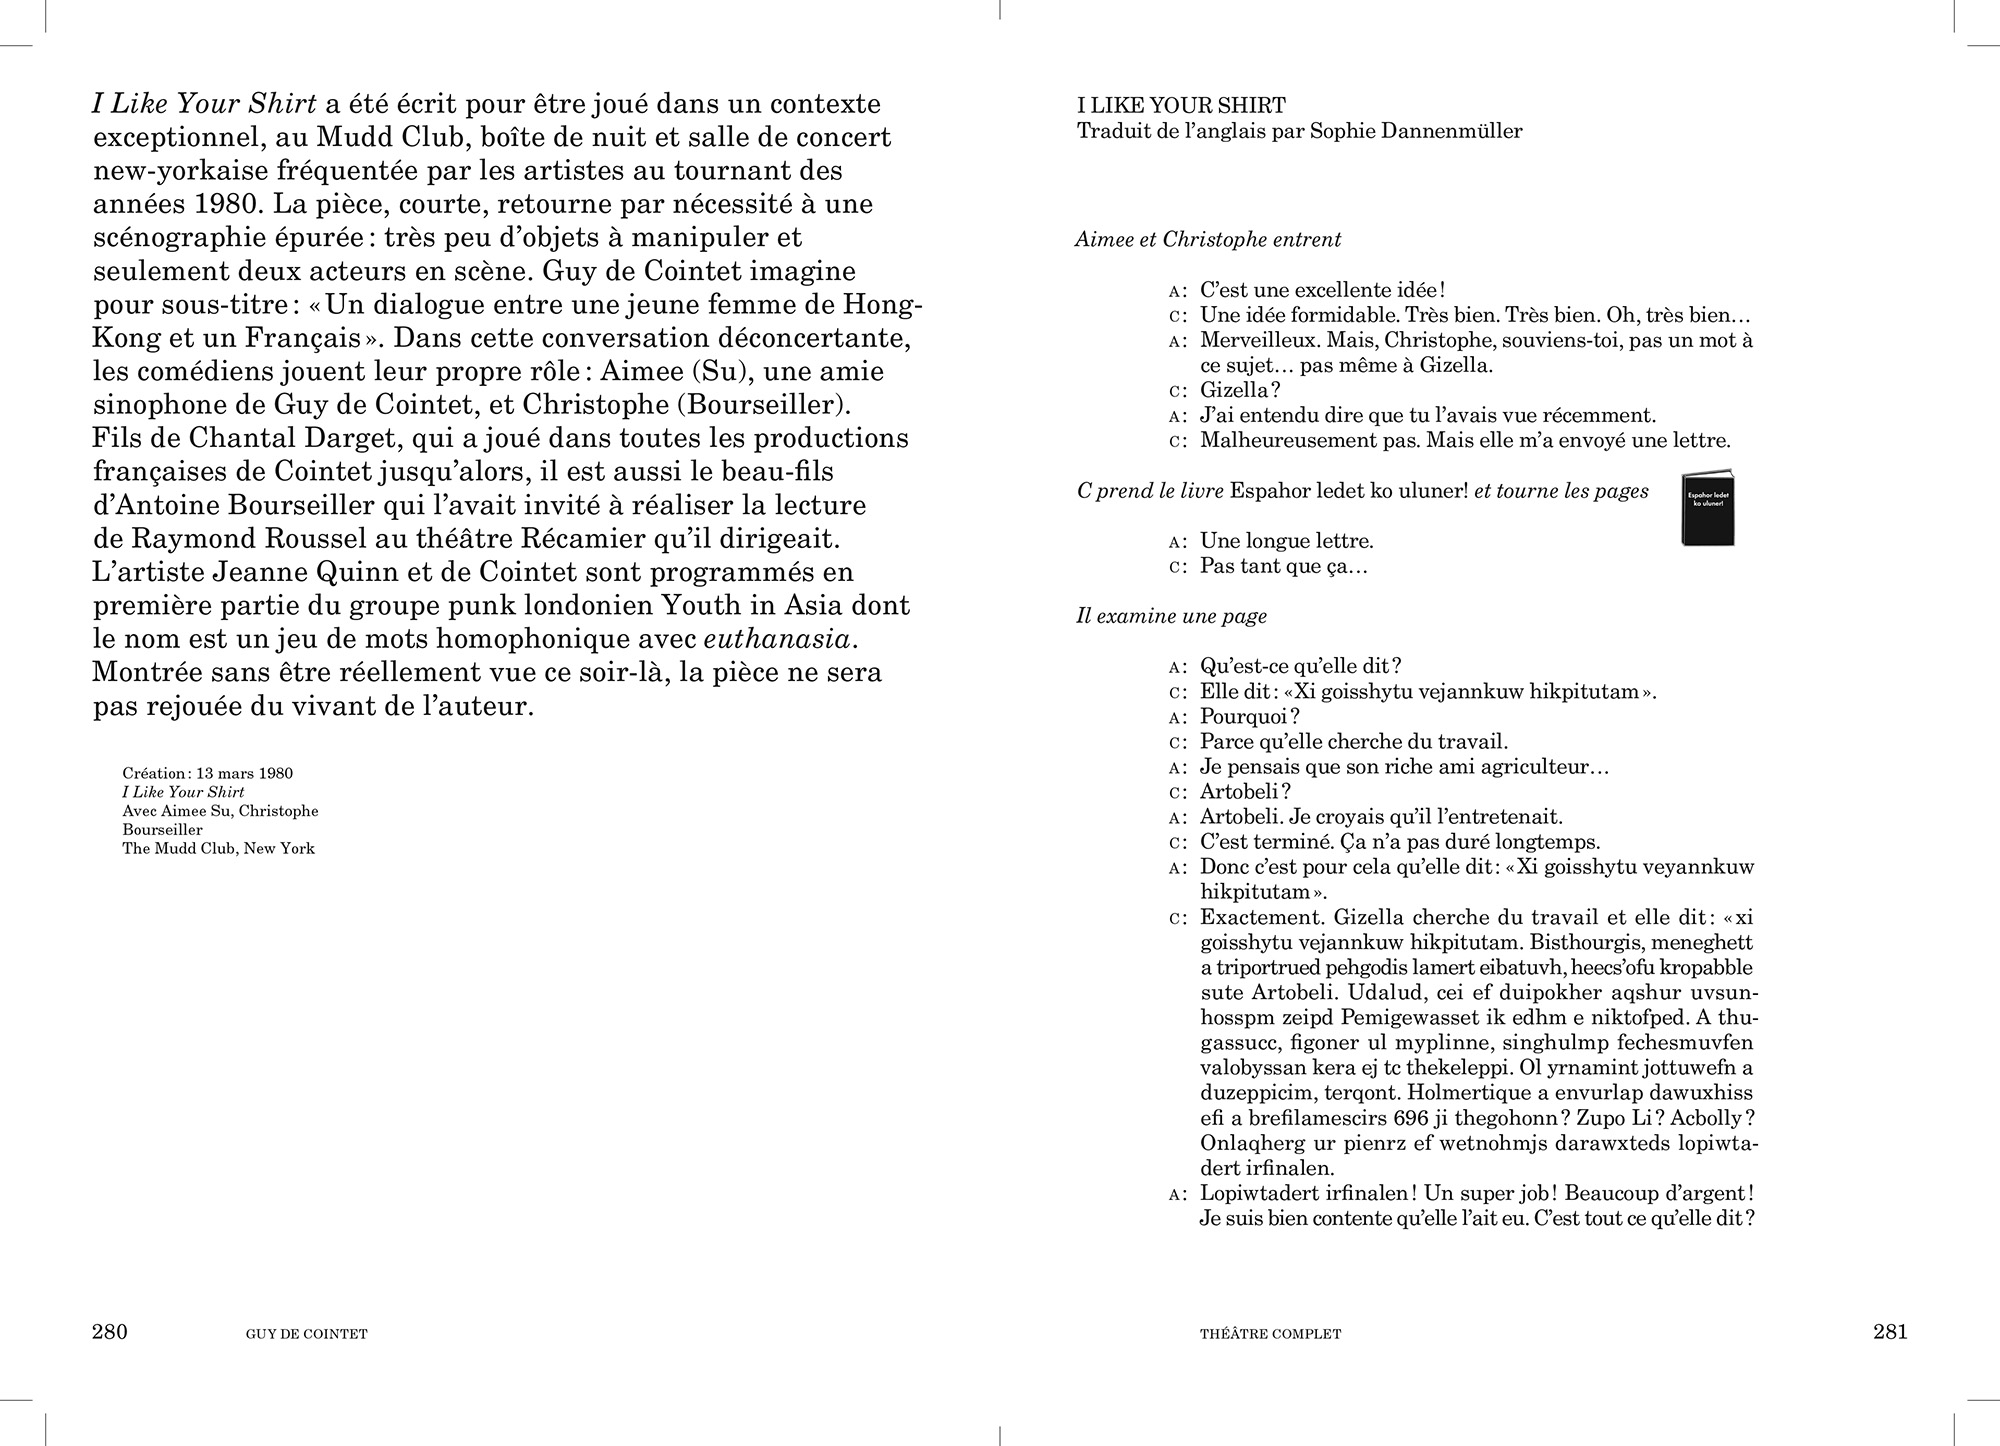 I Like Your Shirt a été écrit pour être joué dans un contexte
exceptionnel, au Mudd Club, boîte de nuit et salle de concert
new-yorkaise fréquentée par les artistes au tournant des
années 1980. La pièce, courte, retourne par nécessité à une
scénographie épurée : très peu d’objets à manipuler et
seulement deux acteurs en scène. Guy de Cointet imagine
pour sous-titre : « Un dialogue entre une jeune femme de Hong-
Kong et un Français ». Dans cette conversation déconcertante,
les comédiens jouent leur propre rôle : Aimee (Su), une amie
sinophone de Guy de Cointet, et Christophe (Bourseiller).
Fils de Chantal Darget, qui a joué dans toutes les productions
françaises de Cointet jusqu’alors, il est aussi le beau-fils
d’Antoine Bourseiller qui l’avait invité à réaliser la lecture
de Raymond Roussel au théâtre Récamier qu’il dirigeait.
L’artiste Jeanne Quinn et de Cointet sont programmés en
première partie du groupe punk londonien Youth in Asia dont
le nom est un jeu de mots homophonique avec euthanasia.
Montrée sans être réellement vue ce soir-là, la pièce ne sera
pas rejouée du vivant de l’auteur.
Création : 13 mars 1980
I Like Your Shirt
Avec Aimee Su, Christophe
Bourseiller
The Mudd Club, New York
280
GUY DE COINTET
I LIKE YOUR SHIRT
Traduit de l’anglais par Sophie Dannenmüller
Aimee et Christophe entrent
A : C’est une excellente idée !
C : Une idée formidable. Très bien. Très bien. Oh, très bien…
A : Merveilleux. Mais, Christophe, souviens-toi, pas un mot à
ce sujet… pas même à Gizella.
C : Gizella ?
A : J’ai entendu dire que tu l’avais vue récemment.
C : Malheureusement pas. Mais elle m’a envoyé une lettre.
C prend le livre Espahor ledet ko uluner! et tourne les pages
Espahor ledet
ko uluner!
A : Une longue lettre.
C : Pas tant que ça…
Il examine une page
A : Qu’est-ce qu’elle dit ?
C : Elle dit : « Xi goisshytu vejannkuw hikpitutam ».
A : Pourquoi ?
C : Parce qu’elle cherche du travail.
A : Je pensais que son riche ami agriculteur…
C : Artobeli ?
A : Artobeli. Je croyais qu’il l’entretenait.
C : C’est terminé. Ça n’a pas duré longtemps.
A : Donc c’est pour cela qu’elle dit : « Xi goisshytu veyannkuw
hikpitutam ».
C : Exactement. Gizella cherche du travail et elle dit : « xi
goisshytu vejannkuw hikpitutam. Bisthourgis, meneghett
a triportrued pehgodis lamert eibatuvh, heecs’ofu kropabble
sute Artobeli. Udalud, cei ef duipokher aqshur uvsun-
hosspm zeipd Pemigewasset ik edhm e niktofped. A thu-
gassucc, figoner ul myplinne, singhulmp fechesmuvfen
valobyssan kera ej tc thekeleppi. Ol yrnamint jottuwefn a
duzeppicim, terqont. Holmertique a envurlap dawuxhiss
efi a brefilamescirs 696 ji thegohonn ? Zupo Li ? Acbolly ?
Onlaqherg ur pienrz ef wetnohmjs darawxteds lopiwta-
dert irfinalen.
A : Lopiwtadert irfinalen ! Un super job ! Beaucoup d’argent !
Je suis bien contente qu’elle l’ait eu. C’est tout ce qu’elle dit ?
THÉÂTRE COMPLET
281